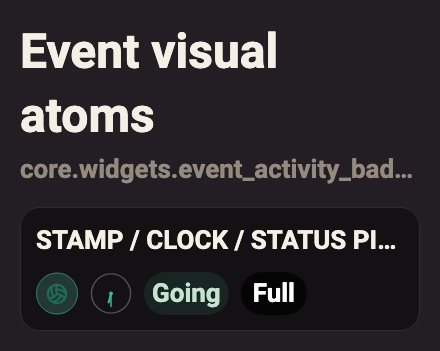 Event visual
atoms
core.widgets.event_activity_bad...
STAMP / CLOCK / STATUS PI...
Going Full